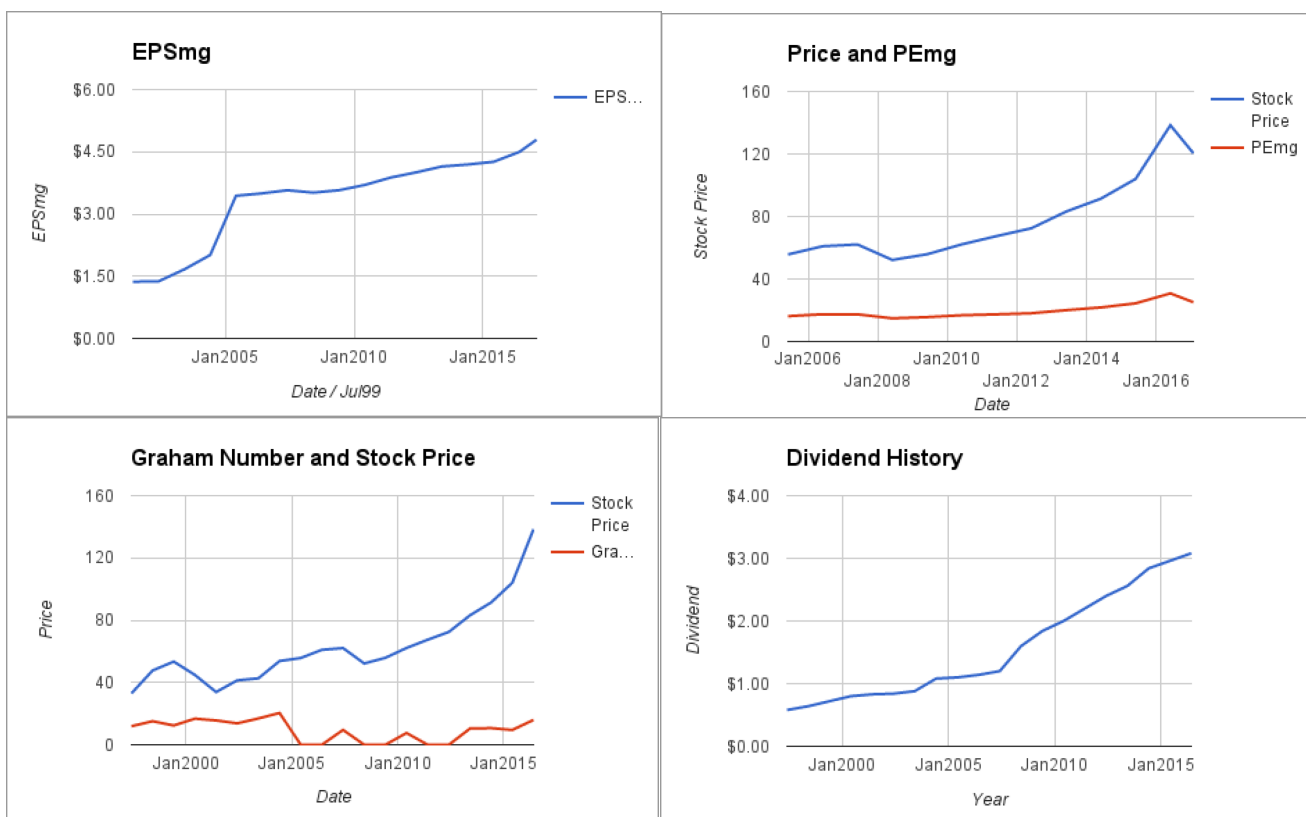 EPSmg
$6.00
$4.50
$3.00
$1.50
$0.00
EPSmg
Jan2005 Jan2010 Jan2015
Date / Jul99
EPS...
Price and PEmg
160
120
80
40
0
Stock Price
Jan2006 Jan2010 Jan2014
Jan2008 Jan2012 Jan2016
Date
Stock
Price
PEmg
Graham Number and Stock Price
160
120
80
40
0
Price
Jan2000 Jan2005 Jan2010 Jan2015
Date
Stock
Price
Gra...
Dividend History
$4.00
$3.00
$2.00
$1.00
$0.00
Dividend
Jan2000 Jan2005 Jan2010 Jan2015
Year